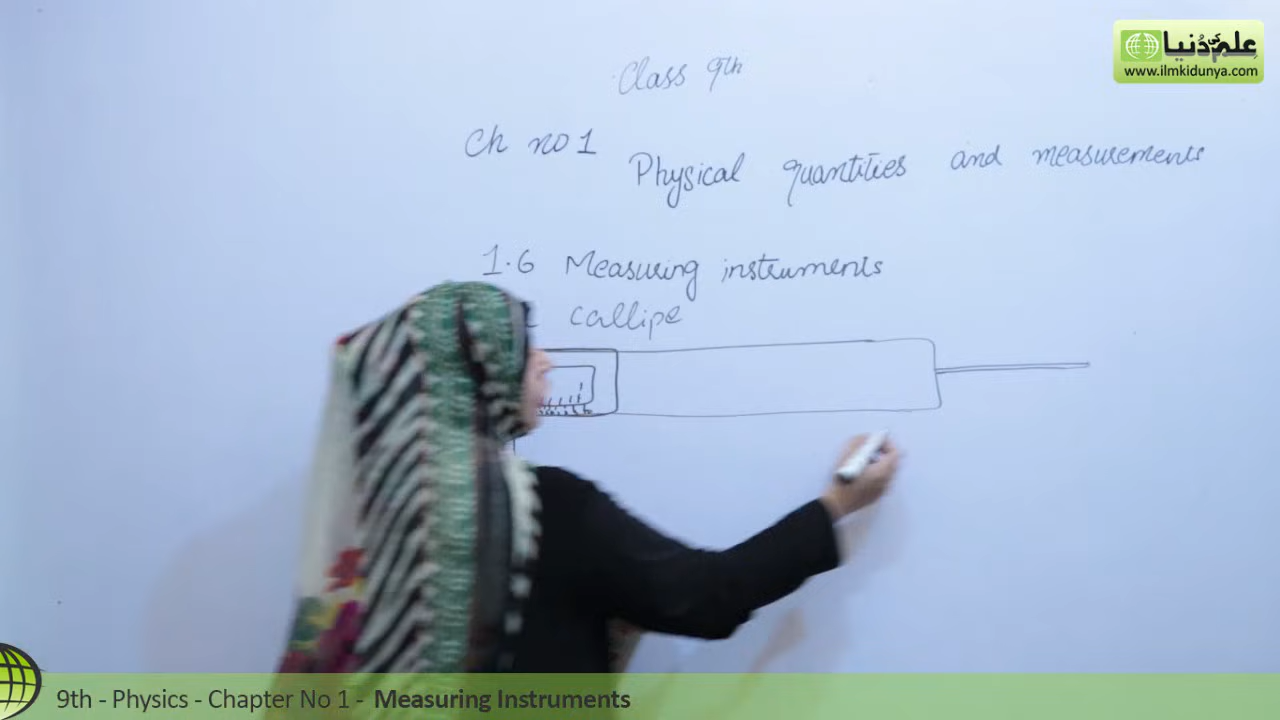 علم کی دُنیا
www.ilmkidunya.com
Class 9th
Ch no 1 Physical quantities and measurements
1.6 Measuring instruments
callipe
9th - Physics - Chapter No 1 - Measuring Instruments